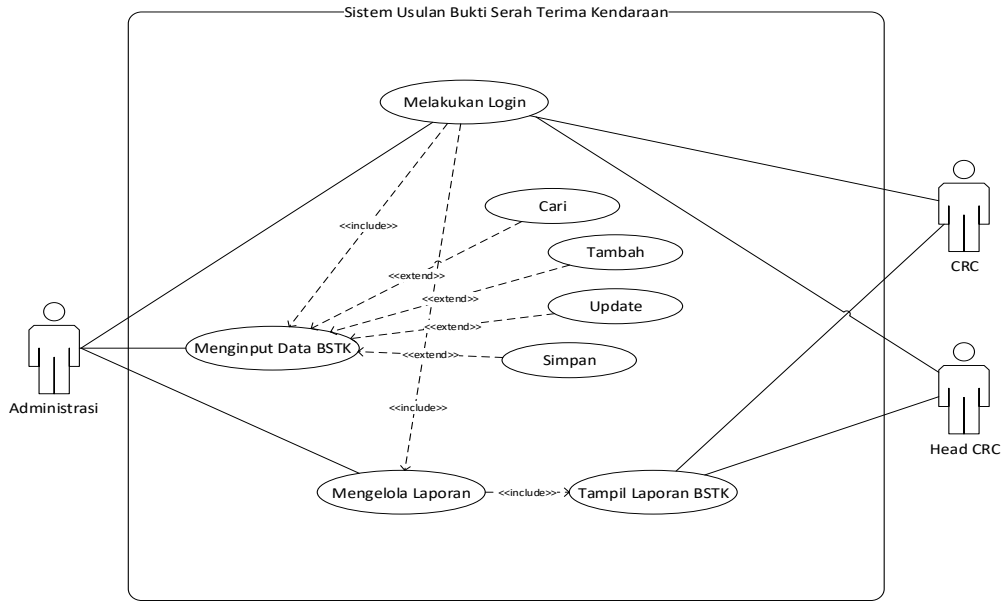 Sistem Usulan Bukti Serah Terima Kendaraan
Melakukan Login
Cari
<<include>>
Tambah
CRC
<<extend>>
<<extend>>
Update
<<extend>>
Menginput Data BSTK
<<extend>>
Simpan
Administrasi
<<include>>
Head CRC
Mengelola Laporan
<<include>>
Tampil Laporan BSTK